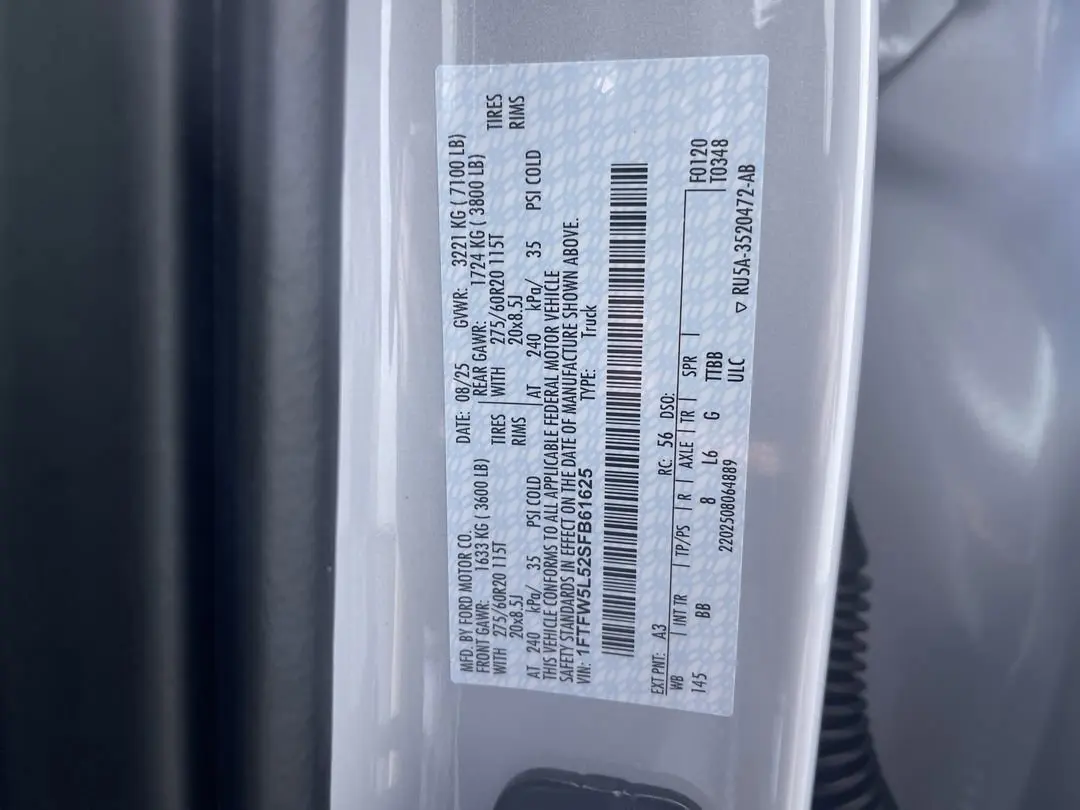 MFD. BY FORD MOTOR CO. DATE: 08/25 GVWR: 3221 KG ( 7100 LB)
FRONT GAWR: 1633 KG ( 3600 LB) REAR GAWR: 1724 KG ( 3800 LB)
WITH 275/60R20 115T TIRES WITH 275/60R20 115T TIRES
20x8.5J RIMS 20x8.5J RIMS
AT 240 kPa/ 35 PSI COLD AT 240 kPa/ 35 PSI COLD
THIS VEHICLE CONFORMS TO ALL APPLICABLE FEDERAL MOTOR VEHICLE
SAFETY STANDARDS IN EFFECT ON THE DATE OF MANUFACTURE SHOWN ABOVE.
VIN: 1FTFW5L52SFB61625 TYPE: Truck
EXT PNT: A3 RC: 56 DSO: F0120
WB INT TR TP/PS R AXLE TR SPR T0348
145 BB 8 L6 G TTBB
2202508064889 ULC ▽ RU5A-3520472-AB